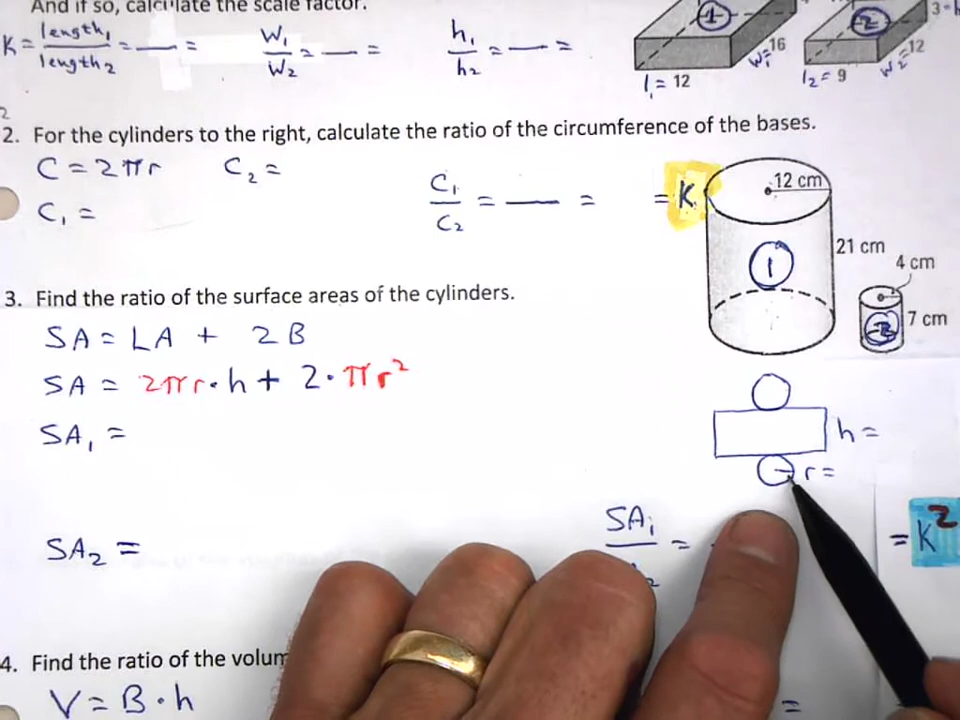 And if so, calculate the scale factor.
K = length₁/length₂ = — = W₁/W₂ = — = h₁/h₂ = — =
1 2
W₁=16 W₂=12
l₁= 12 l₂= 9
2. For the cylinders to the right, calculate the ratio of the circumference of the bases.
C = 2πr C₂ =
C₁ = C₁/C₂ = — = = K
12 cm
1 21 cm
4 cm
2 7 cm
3. Find the ratio of the surface areas of the cylinders.
SA = LA + 2B
SA = 2πr·h + 2·πr²
SA₁ =
h =
r =
SA₂ = SA₁ = = K²
4. Find the ratio of the volum
V = B·h =